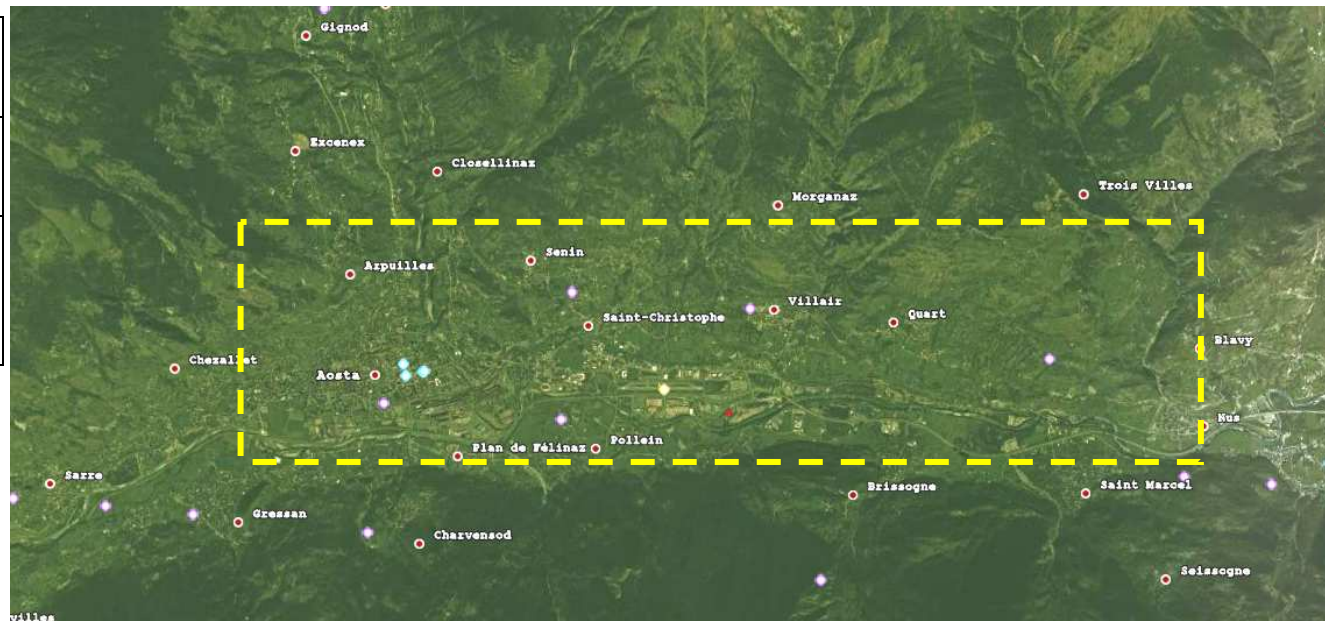 Gignod
Excenex
Closellinaz
Trois Villes
Morganaz
Senin
Arpuilles
Villair
Quart
Saint-Christophe
Blavy
Chezallet
Aosta
Nus
Pollein
Plan de Félinaz
Sarre
Brissogne
Saint Marcel
Gressan
Charvensod
Seissogne
villes